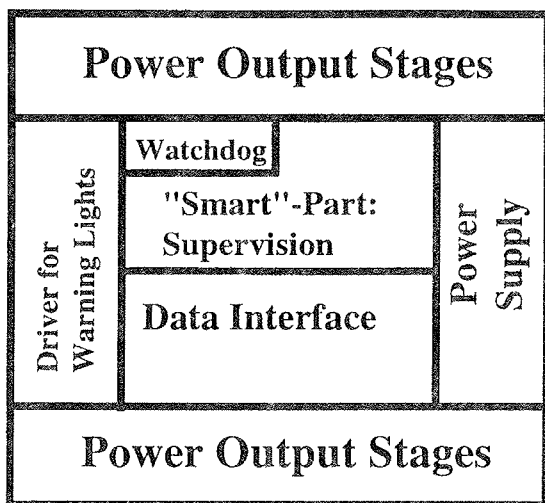 Power Output Stages
Watchdog
"Smart"-Part:
Supervision
Data Interface
Driver for
Warning Lights
Power
Supply
Power Output Stages